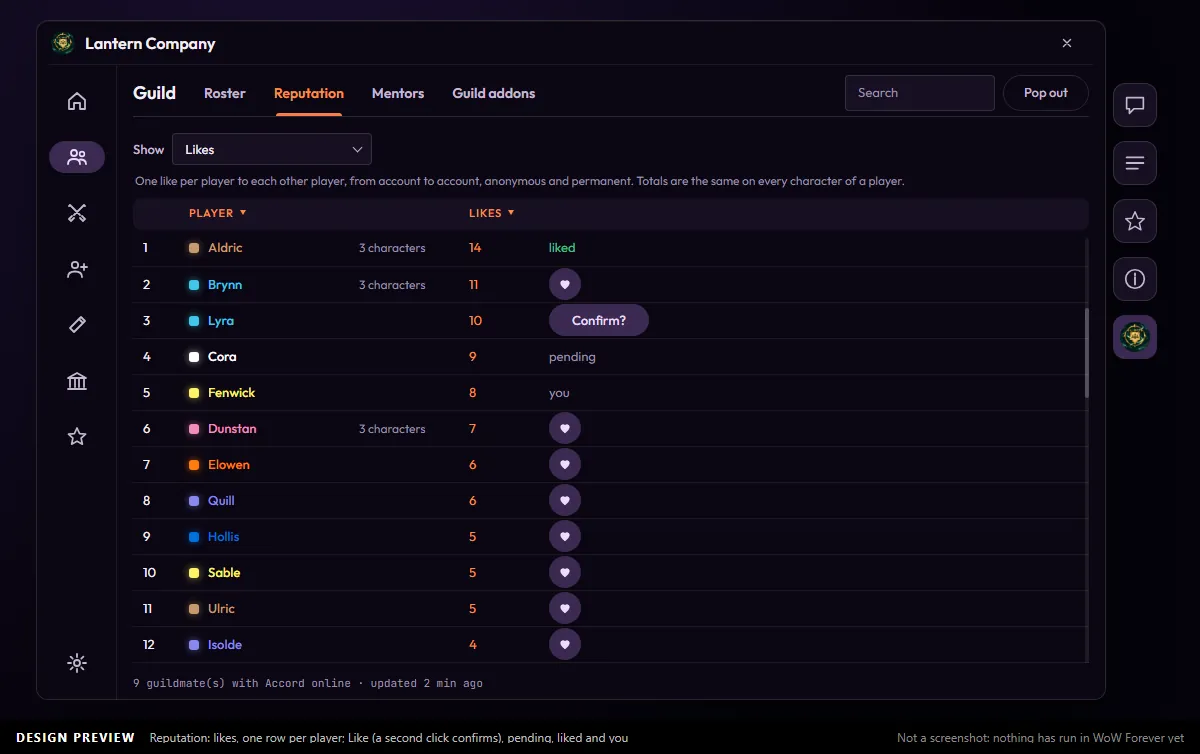 Lantern Company
Guild Roster Reputation Mentors Guild addons Search Pop out
Show Likes
One like per player to each other player, from account to account, anonymous and permanent. Totals are the same on every character of a player.
PLAYER LIKES
1 Aldric 3 characters 14 liked
2 Brynn 3 characters 11
3 Lyra 10 Confirm?
4 Cora 9 pending
5 Fenwick 8 you
6 Dunstan 3 characters 7
7 Elowen 6
8 Quill 6
9 Hollis 5
10 Sable 5
11 Ulric 5
12 Isolde 4
9 guildmate(s) with Accord online · updated 2 min ago
DESIGN PREVIEW Reputation: likes, one row per player; Like (a second click confirms), pending, liked and you Not a screenshot: nothing has run in WoW Forever yet